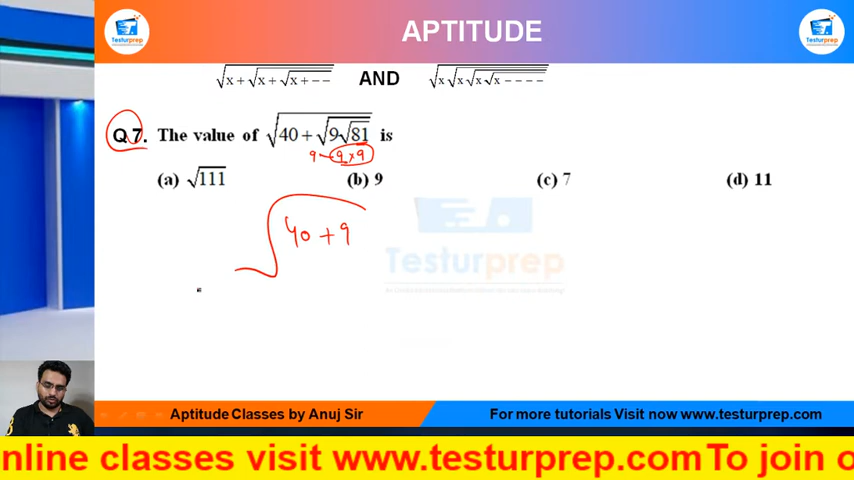 APTITUDE
Testurprep
Testurprep
√x+√x+√x+-- AND √x√x√x√x----
Q 7. The value of √40+√9√81 is
9 9×9
(a) √111 (b) 9 (c) 7 (d) 11
√40+9
Testurprep
Aptitude Classes by Anuj Sir For more tutorials Visit now www.testurprep.com
nline classes visit www.testurprep.com To join o